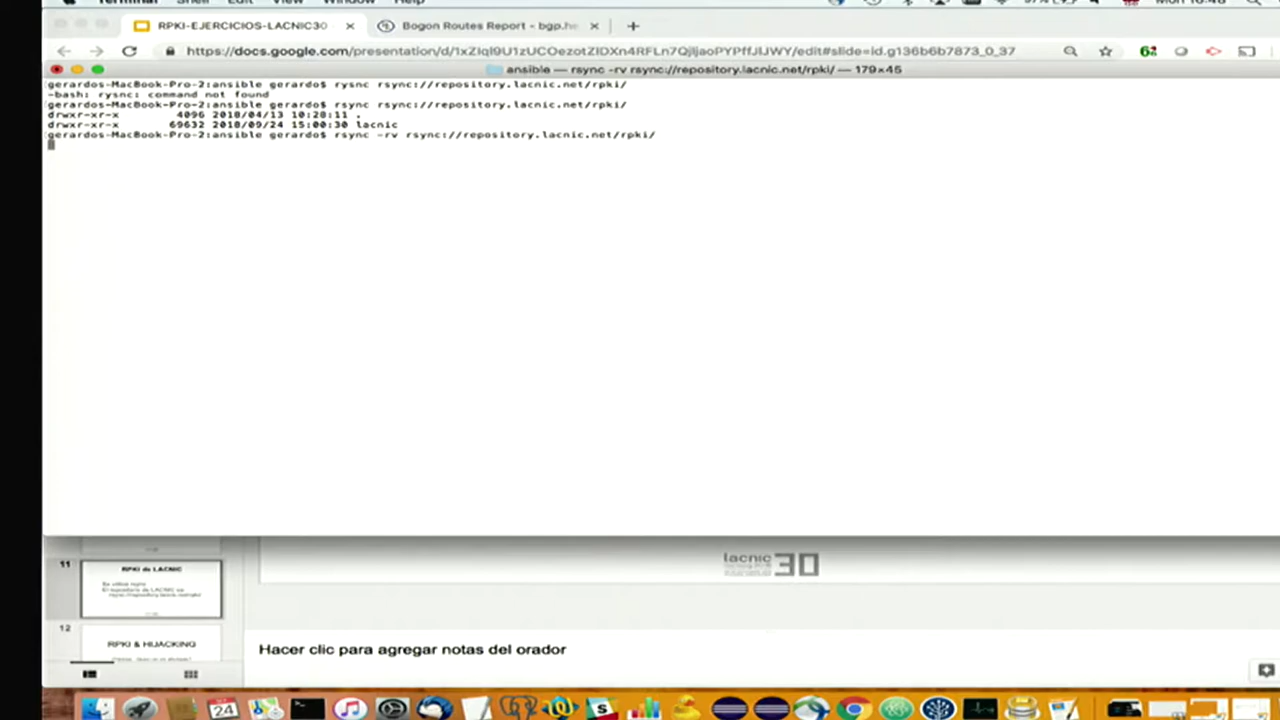 Terminal Shell Edit View Window Help
RPKI-EJERCICIOS-LACNIC30
Bogon Routes Report - bgp.he
https://docs.google.com/presentation/d/
ansible — rsync -rv rsync://repository.lacnic.net/rpki/ — 179×45
gerardos-MacBook-Pro-2:ansible gerardo$ rysnc rsync://repository.lacnic.net/rpki/
-bash: rysnc: command not found
gerardos-MacBook-Pro-2:ansible gerardo$ rsync rsync://repository.lacnic.net/rpki/
drwxr-xr-x 4096 2018/04/13 10:28:11 .
drwxr-xr-x 69632 2018/09/24 15:00:30 lacnic
gerardos-MacBook-Pro-2:ansible gerardo$ rsync -rv rsync://repository.lacnic.net/rpki/
lacnic 30
11
RPKI de LACNIC
12
RPKI & HIJACKING
Hacer clic para agregar notas del orador
24